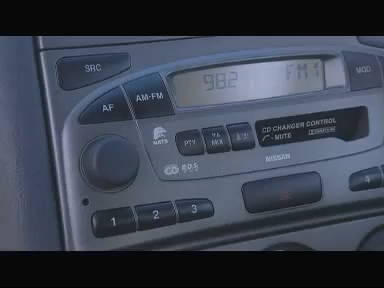 SRC
98.2 FM1
MOD
AF
AM·FM
NATS
PTY
TA
MIX
CD CHANGER CONTROL
- MUTE
R·D·S
NISSAN
1
2
3
4